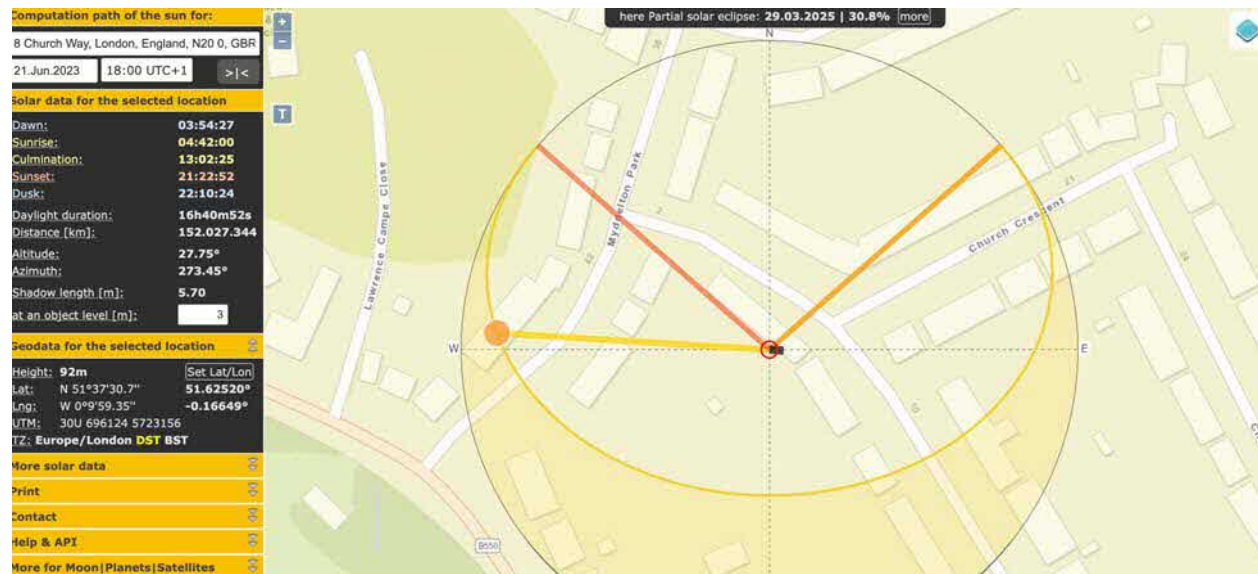 Computation path of the sun for:
8 Church Way, London, England, N20 0, GBR
21.Jun.2023 18:00 UTC+1 >|<
Solar data for the selected location
Dawn: 03:54:27
Sunrise: 04:42:00
Culmination: 13:02:25
Sunset: 21:22:52
Dusk: 22:10:24
Daylight duration: 16h40m52s
Distance [km]: 152.027.344
Altitude: 27.75°
Azimuth: 273.45°
Shadow length [m]: 5.70
at an object level [m]: 3
Geodata for the selected location
Height: 92m Set Lat/Lon
Lat: N 51°37'30.7'' 51.62520°
Lng: W 0°9'59.35'' -0.16649°
UTM: 30U 696124 5723156
TZ: Europe/London DST BST
More solar data
Print
Contact
Help & API
More for Moon|Planets|Satellites
+
−
T
here Partial solar eclipse: 29.03.2025 | 30.8% more
N
W
E
Lawrence Campe Close
Myddelton Park
Church Crescent
2
21
B550